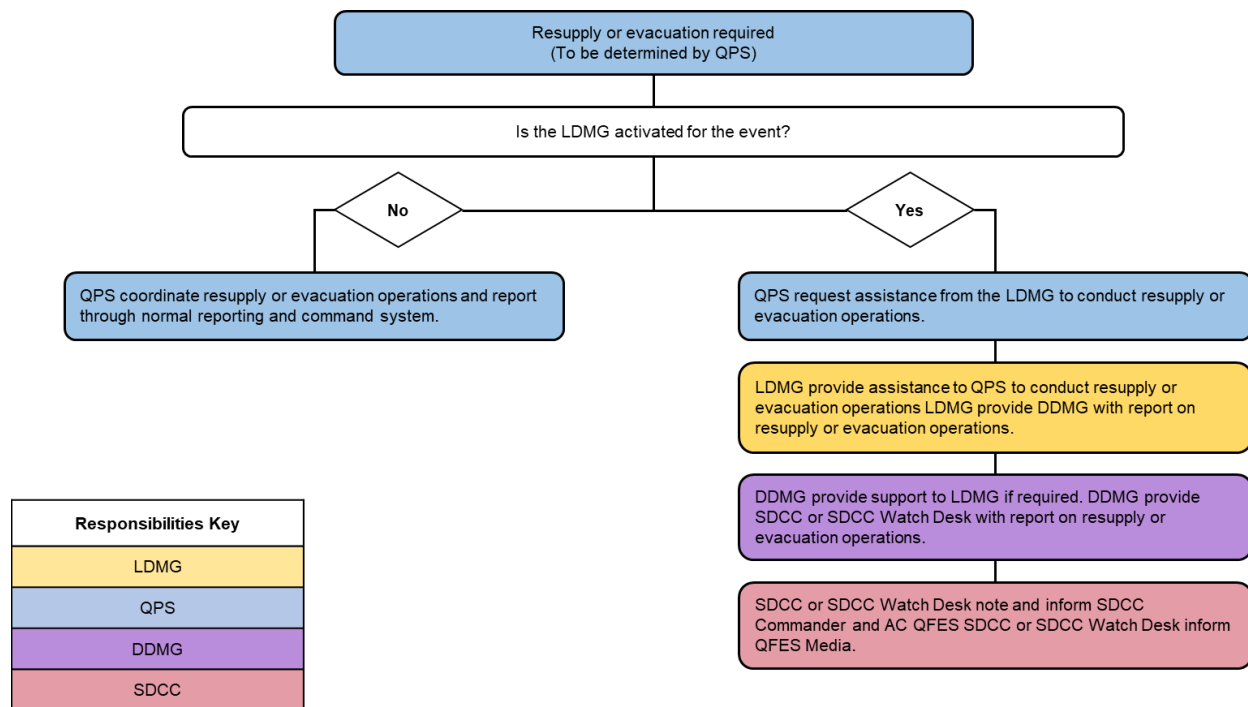 Resupply or evacuation required
(To be determined by QPS)
Is the LDMG activated for the event?
No
Yes
QPS coordinate resupply or evacuation operations and report
through normal reporting and command system.
QPS request assistance from the LDMG to conduct resupply or
evacuation operations.
LDMG provide assistance to QPS to conduct resupply or
evacuation operations LDMG provide DDMG with report on
resupply or evacuation operations.
DDMG provide support to LDMG if required. DDMG provide
SDCC or SDCC Watch Desk with report on resupply or
evacuation operations.
SDCC or SDCC Watch Desk note and inform SDCC
Commander and AC QFES SDCC or SDCC Watch Desk inform
QFES Media.
Responsibilities Key
LDMG
QPS
DDMG
SDCC